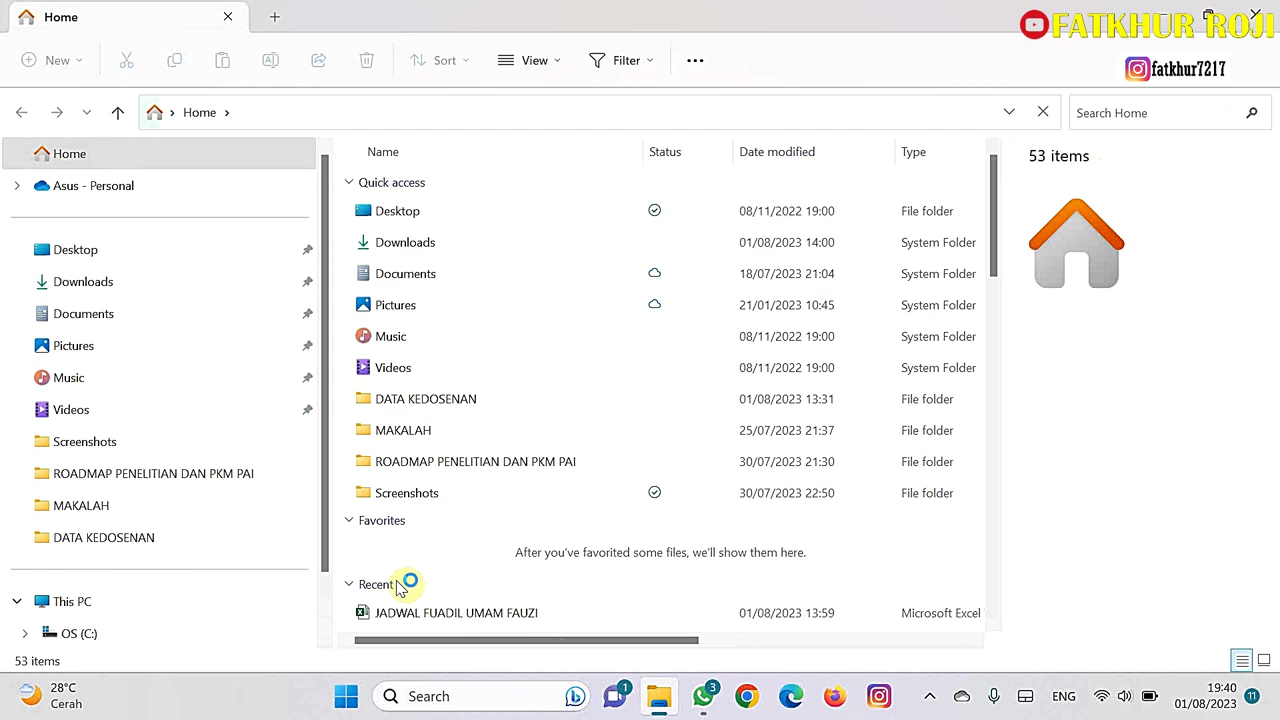 Home
FATKHUR ROJI
New
Sort
View
Filter
fatkhur7217
Home
Search Home
Home
Asus - Personal
Desktop
Downloads
Documents
Pictures
Music
Videos
Screenshots
ROADMAP PENELITIAN DAN PKM PAI
MAKALAH
DATA KEDOSENAN
This PC
OS (C:)
Name Status Date modified Type
Quick access
Desktop 08/11/2022 19:00 File folder
Downloads 01/08/2023 14:00 System Folder
Documents 18/07/2023 21:04 System Folder
Pictures 21/01/2023 10:45 System Folder
Music 08/11/2022 19:00 System Folder
Videos 08/11/2022 19:00 System Folder
DATA KEDOSENAN 01/08/2023 13:31 File folder
MAKALAH 25/07/2023 21:37 File folder
ROADMAP PENELITIAN DAN PKM PAI 30/07/2023 21:30 File folder
Screenshots 30/07/2023 22:50 File folder
Favorites
After you've favorited some files, we'll show them here.
Recent
JADWAL FUADIL UMAM FAUZI 01/08/2023 13:59 Microsoft Excel
53 items
53 items
28°C
Cerah
Search
1
3
ENG
19:40
01/08/2023
11